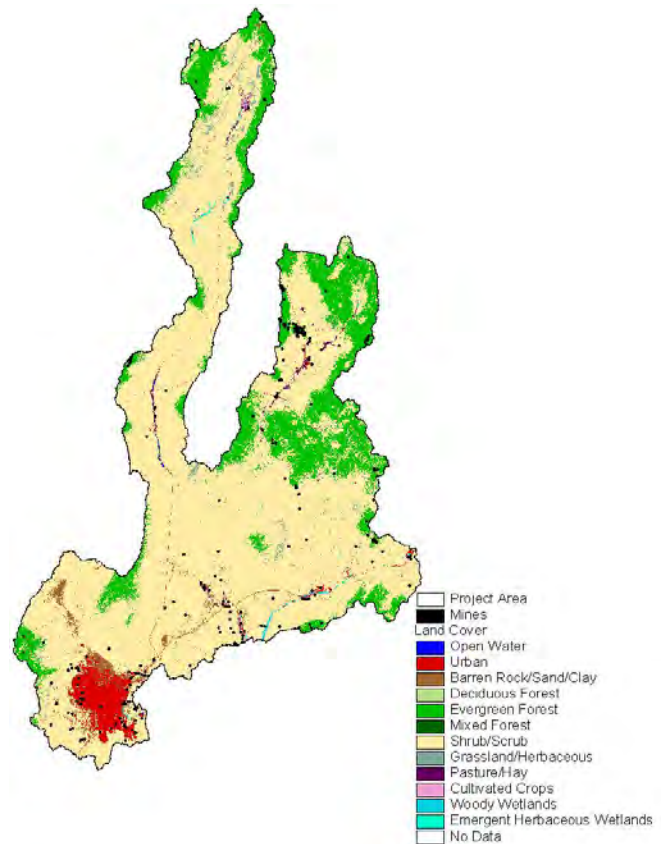 Project Area
Mines
Land Cover
Open Water
Urban
Barren Rock/Sand/Clay
Deciduous Forest
Evergreen Forest
Mixed Forest
Shrub/Scrub
Grassland/Herbaceous
Pasture/Hay
Cultivated Crops
Woody Wetlands
Emergent Herbaceous Wetlands
No Data